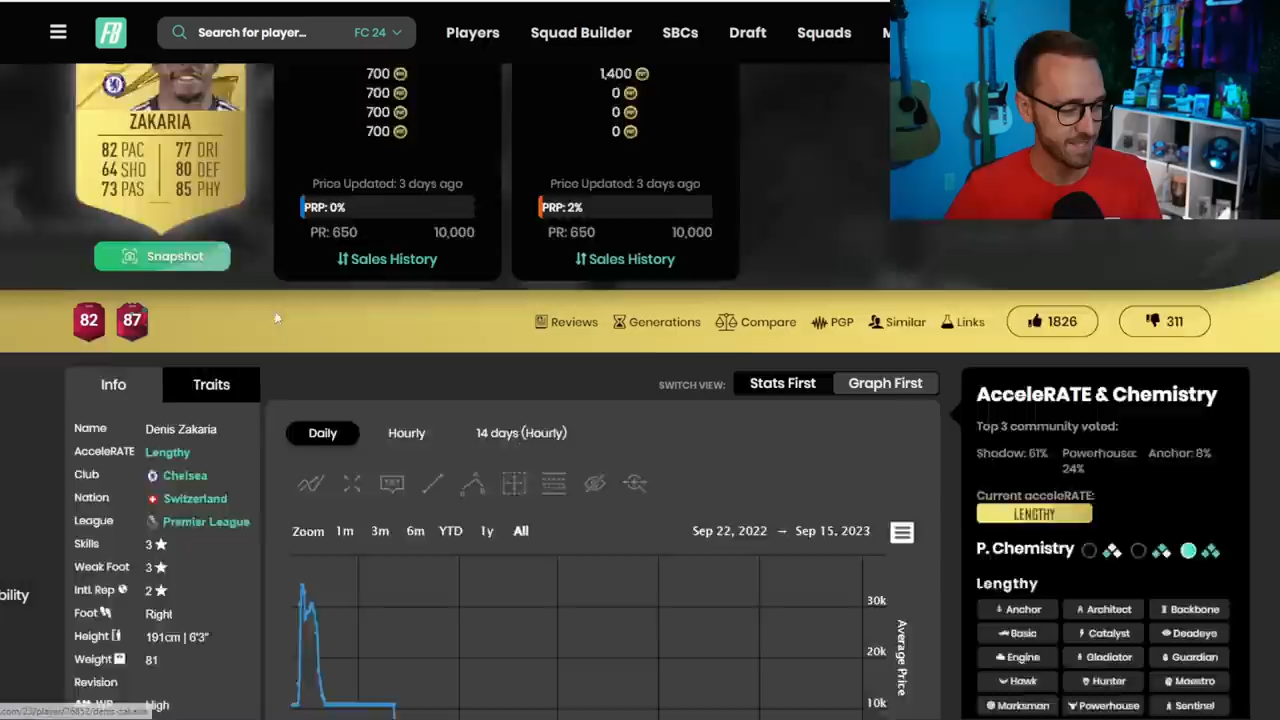 FB
Search for player...
FC 24
Players
Squad Builder
SBCs
Draft
Squads
M
ZAKARIA
82 PAC
77 DRI
64 SHO
80 DEF
73 PAS
85 PHY
Snapshot
700
700
700
700
Price Updated: 3 days ago
PRP: 0%
PR: 650
10,000
Sales History
1,400
0
0
0
Price Updated: 3 days ago
PRP: 2%
PR: 650
10,000
Sales History
82
87
Reviews
Generations
Compare
PGP
Similar
Links
1826
311
Info
Traits
Name
Denis Zakaria
AcceleRATE
Lengthy
Club
Chelsea
Nation
Switzerland
League
Premier League
Skills
3
Weak Foot
3
Intl. Rep
2
Foot
Right
Height
191cm | 6'3"
Weight
81
Revision
High
bility
SWITCH VIEW:
Stats First
Graph First
Daily
Hourly
14 days (Hourly)
Zoom
1m
3m
6m
YTD
1y
All
Sep 22, 2022 → Sep 15, 2023
30k
20k
10k
Average Price
AcceleRATE & Chemistry
Top 3 community voted:
Shadow: 61%
Powerhouse: 24%
Anchor: 8%
Current acceleRATE:
LENGTHY
P. Chemistry
Lengthy
Anchor
Architect
Backbone
Basic
Catalyst
Deadeye
Engine
Gladiator
Guardian
Hawk
Hunter
Maestro
Marksman
Powerhouse
Sentinel